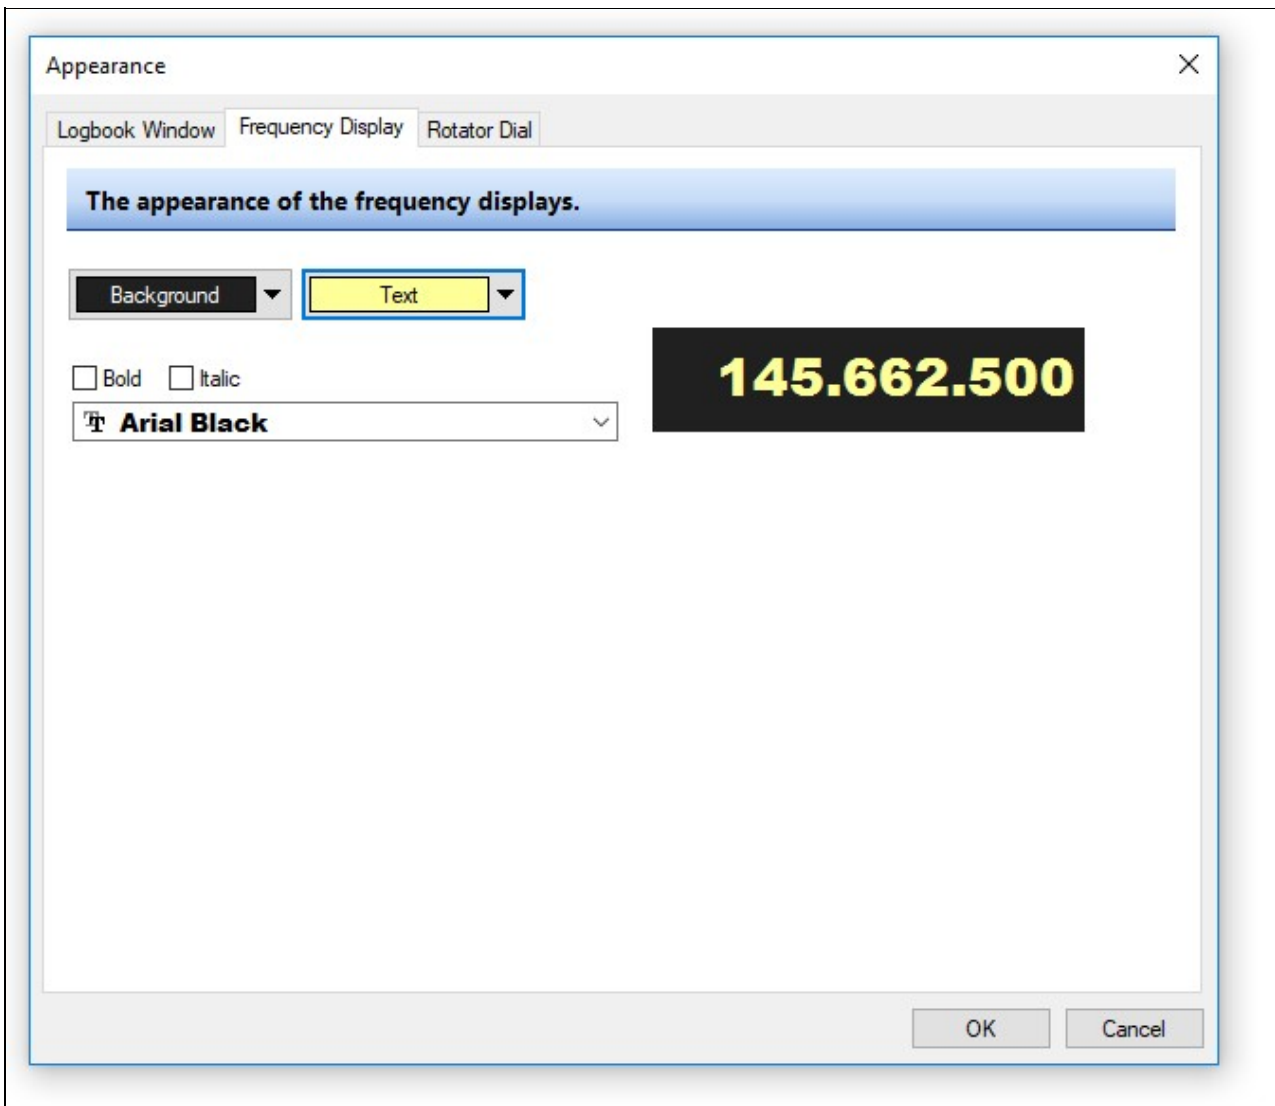 Appearance
Logbook Window Frequency Display Rotator Dial
The appearance of the frequency displays.
Background Text
145.662.500
Bold Italic
Arial Black
OK Cancel